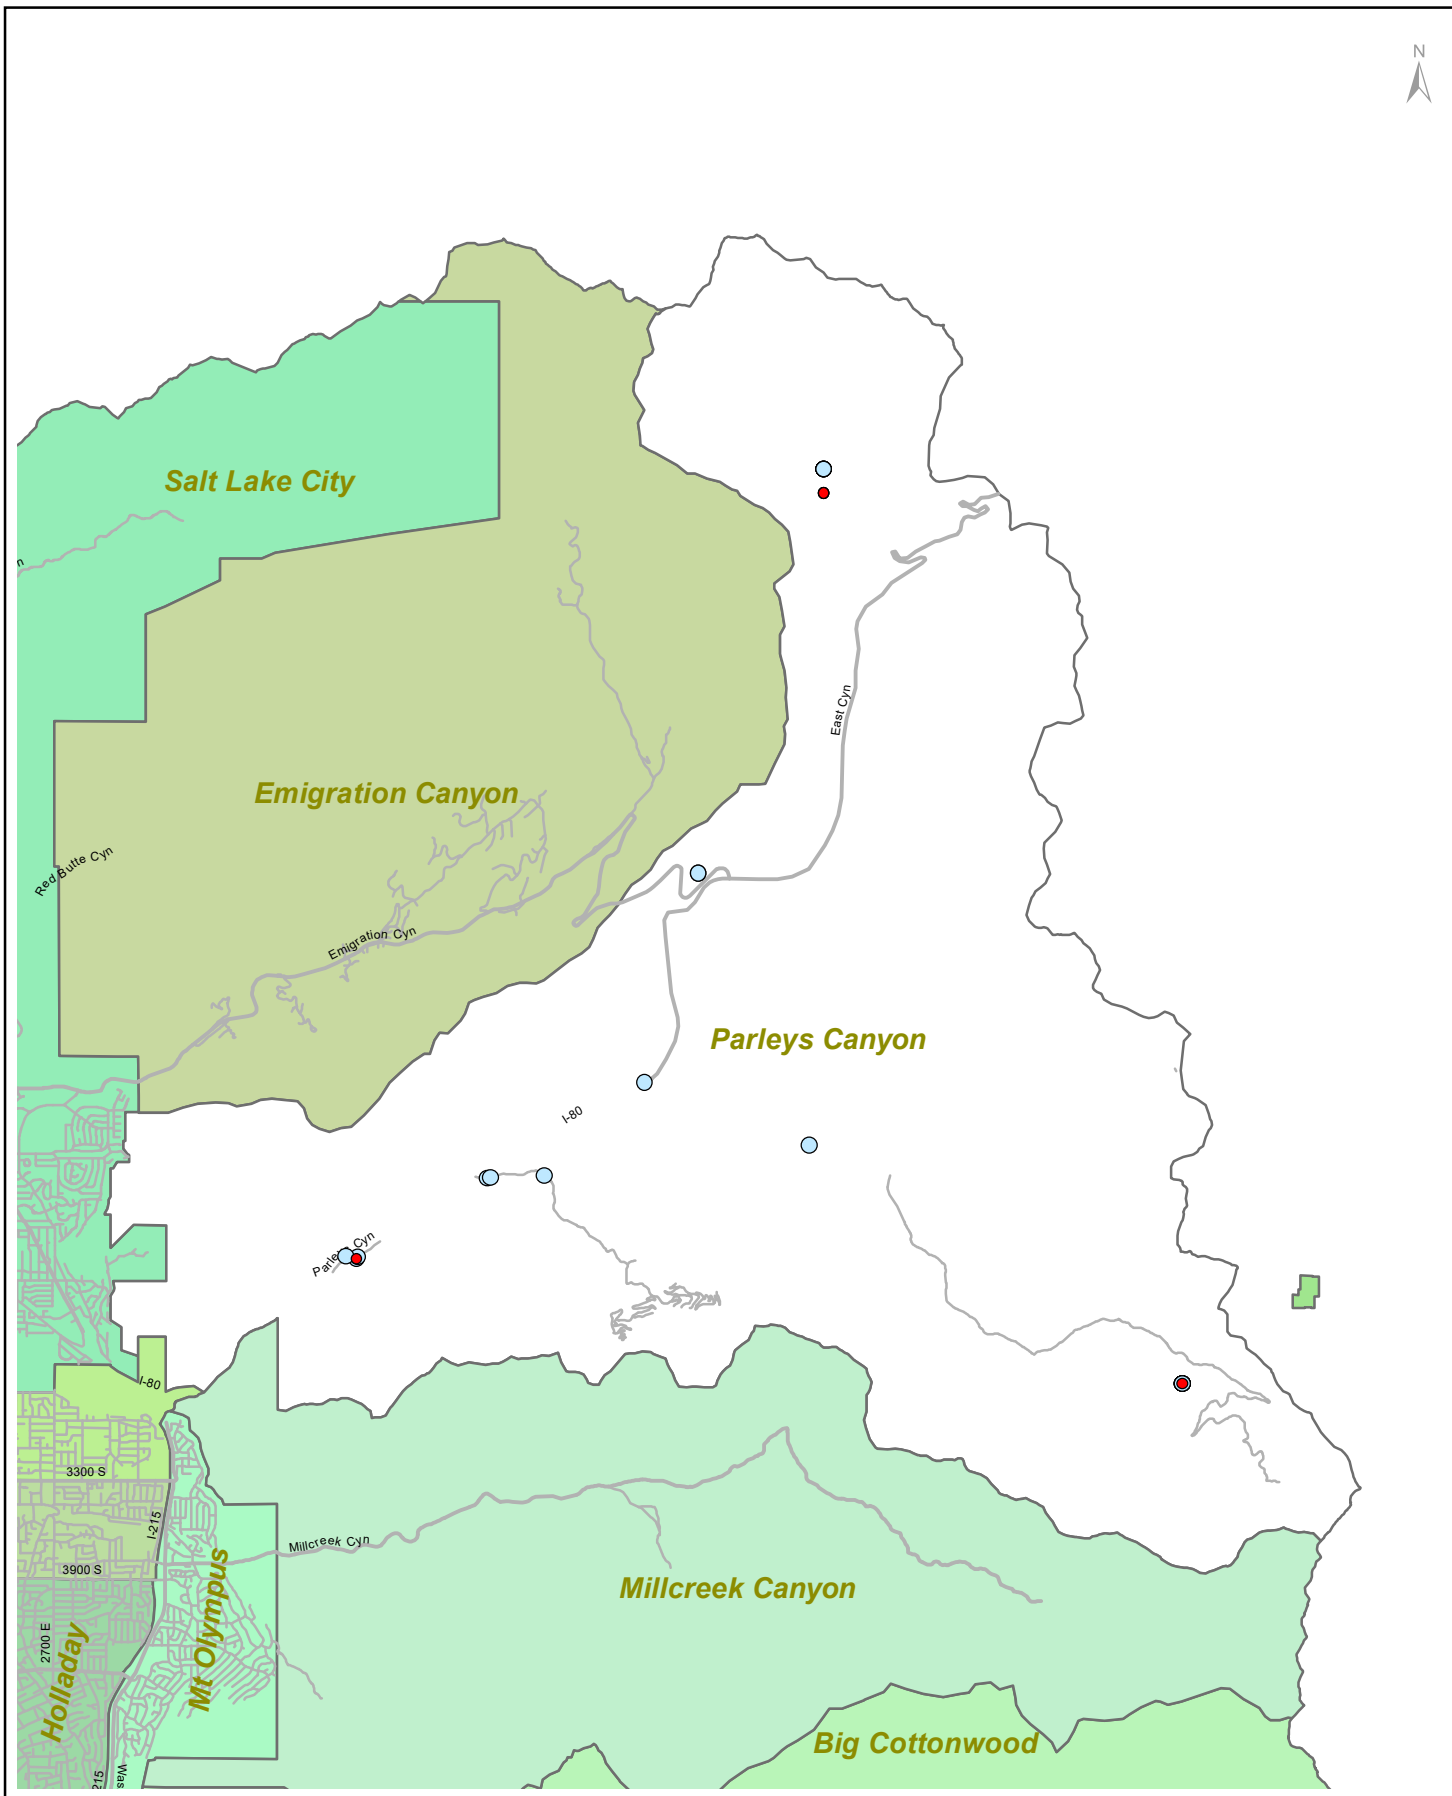 N
Salt Lake City
n
East Cyn
Emigration Canyon
Red Butte Cyn
Emigration Cyn
Parleys Canyon
I-80
Parleys Cyn
I-80
3300 S
I-215
Millcreek Cyn
3900 S
Millcreek Canyon
Mt Olympus
2700 E
Holladay
Big Cottonwood
215
Was